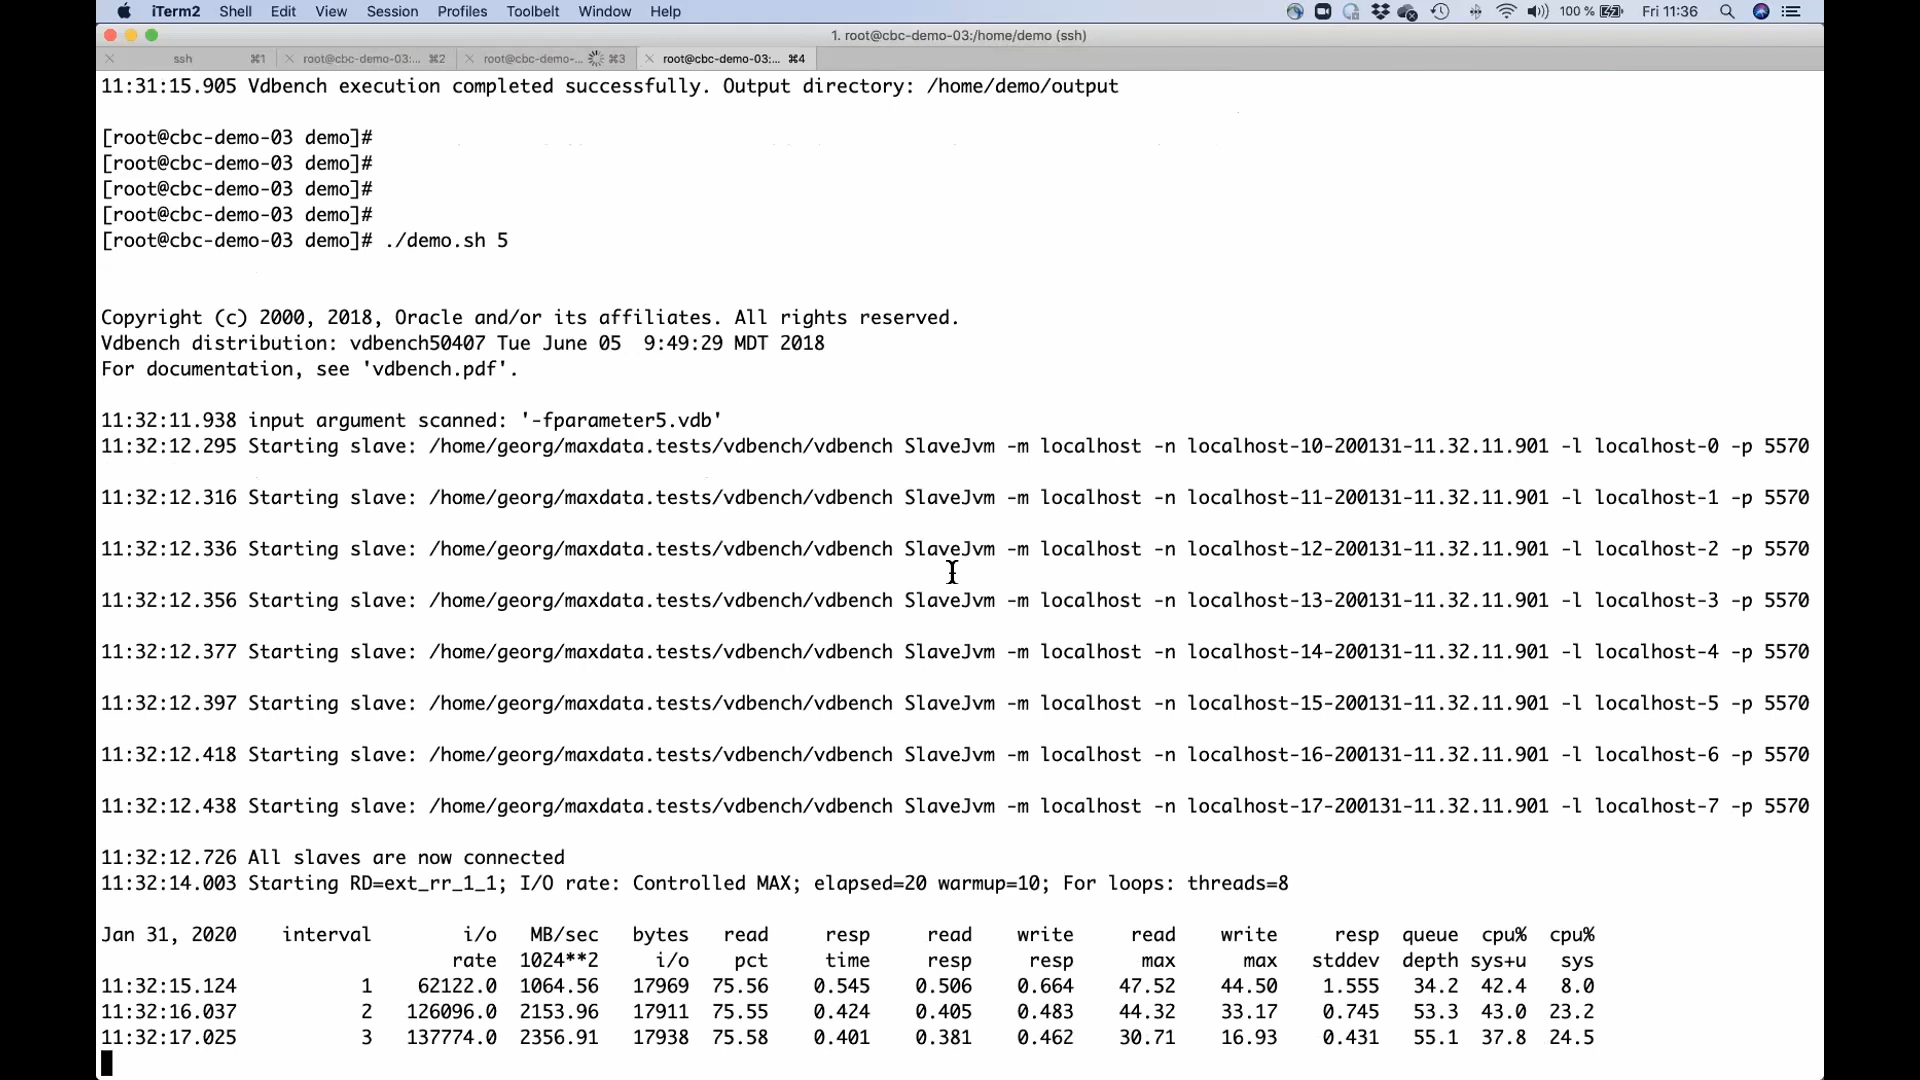 iTerm2 Shell Edit View Session Profiles Toolbelt Window Help 100 % Fri 11:36
1. root@cbc-demo-03:/home/demo (ssh)
ssh ⌘1 root@cbc-demo-03:... ⌘2 root@cbc-demo-... ⌘3 root@cbc-demo-03:... ⌘4
11:31:15.905 Vdbench execution completed successfully. Output directory: /home/demo/output
[root@cbc-demo-03 demo]#
[root@cbc-demo-03 demo]#
[root@cbc-demo-03 demo]#
[root@cbc-demo-03 demo]#
[root@cbc-demo-03 demo]# ./demo.sh 5
Copyright (c) 2000, 2018, Oracle and/or its affiliates. All rights reserved.
Vdbench distribution: vdbench50407 Tue June 05  9:49:29 MDT 2018
For documentation, see 'vdbench.pdf'.
11:32:11.938 input argument scanned: '-fparameter5.vdb'
11:32:12.295 Starting slave: /home/georg/maxdata.tests/vdbench/vdbench SlaveJvm -m localhost -n localhost-10-200131-11.32.11.901 -l localhost-0 -p 5570
11:32:12.316 Starting slave: /home/georg/maxdata.tests/vdbench/vdbench SlaveJvm -m localhost -n localhost-11-200131-11.32.11.901 -l localhost-1 -p 5570
11:32:12.336 Starting slave: /home/georg/maxdata.tests/vdbench/vdbench SlaveJvm -m localhost -n localhost-12-200131-11.32.11.901 -l localhost-2 -p 5570
11:32:12.356 Starting slave: /home/georg/maxdata.tests/vdbench/vdbench SlaveJvm -m localhost -n localhost-13-200131-11.32.11.901 -l localhost-3 -p 5570
11:32:12.377 Starting slave: /home/georg/maxdata.tests/vdbench/vdbench SlaveJvm -m localhost -n localhost-14-200131-11.32.11.901 -l localhost-4 -p 5570
11:32:12.397 Starting slave: /home/georg/maxdata.tests/vdbench/vdbench SlaveJvm -m localhost -n localhost-15-200131-11.32.11.901 -l localhost-5 -p 5570
11:32:12.418 Starting slave: /home/georg/maxdata.tests/vdbench/vdbench SlaveJvm -m localhost -n localhost-16-200131-11.32.11.901 -l localhost-6 -p 5570
11:32:12.438 Starting slave: /home/georg/maxdata.tests/vdbench/vdbench SlaveJvm -m localhost -n localhost-17-200131-11.32.11.901 -l localhost-7 -p 5570
11:32:12.726 All slaves are now connected
11:32:14.003 Starting RD=ext_rr_1_1; I/O rate: Controlled MAX; elapsed=20 warmup=10; For loops: threads=8
Jan 31, 2020 interval i/o MB/sec bytes read resp read write read write resp queue cpu% cpu%
rate 1024**2 i/o pct time resp resp max max stddev depth sys+u sys
11:32:15.124 1 62122.0 1064.56 17969 75.56 0.545 0.506 0.664 47.52 44.50 1.555 34.2 42.4 8.0
11:32:16.037 2 126096.0 2153.96 17911 75.55 0.424 0.405 0.483 44.32 33.17 0.745 53.3 43.0 23.2
11:32:17.025 3 137774.0 2356.91 17938 75.58 0.401 0.381 0.462 30.71 16.93 0.431 55.1 37.8 24.5